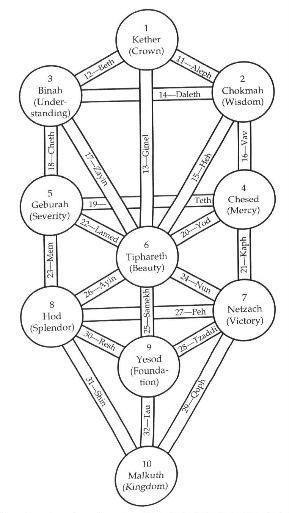 1
Kether
(Crown)
12—Beth
11—Aleph
3
Binah
(Under-
standing)
2
Chokmah
(Wisdom)
14—Daleth
13—Gimel
18—Cheth
17—Zayin
15—Heh
16—Vav
5
Geburah
(Severity)
4
Chesed
(Mercy)
19—
Teth
22—Lamed
20—Yod
6
Tiphareth
(Beauty)
23—Mem
21—Kaph
26—Ayin
24—Nun
25—Samekh
8
Hod
(Splendor)
7
Netzach
(Victory)
27—Peh
30—Resh
28—Tzaddi
9
Yesod
(Founda-
tion)
31—Shin
32—Tau
29—Qoph
10
Malkuth
(Kingdom)